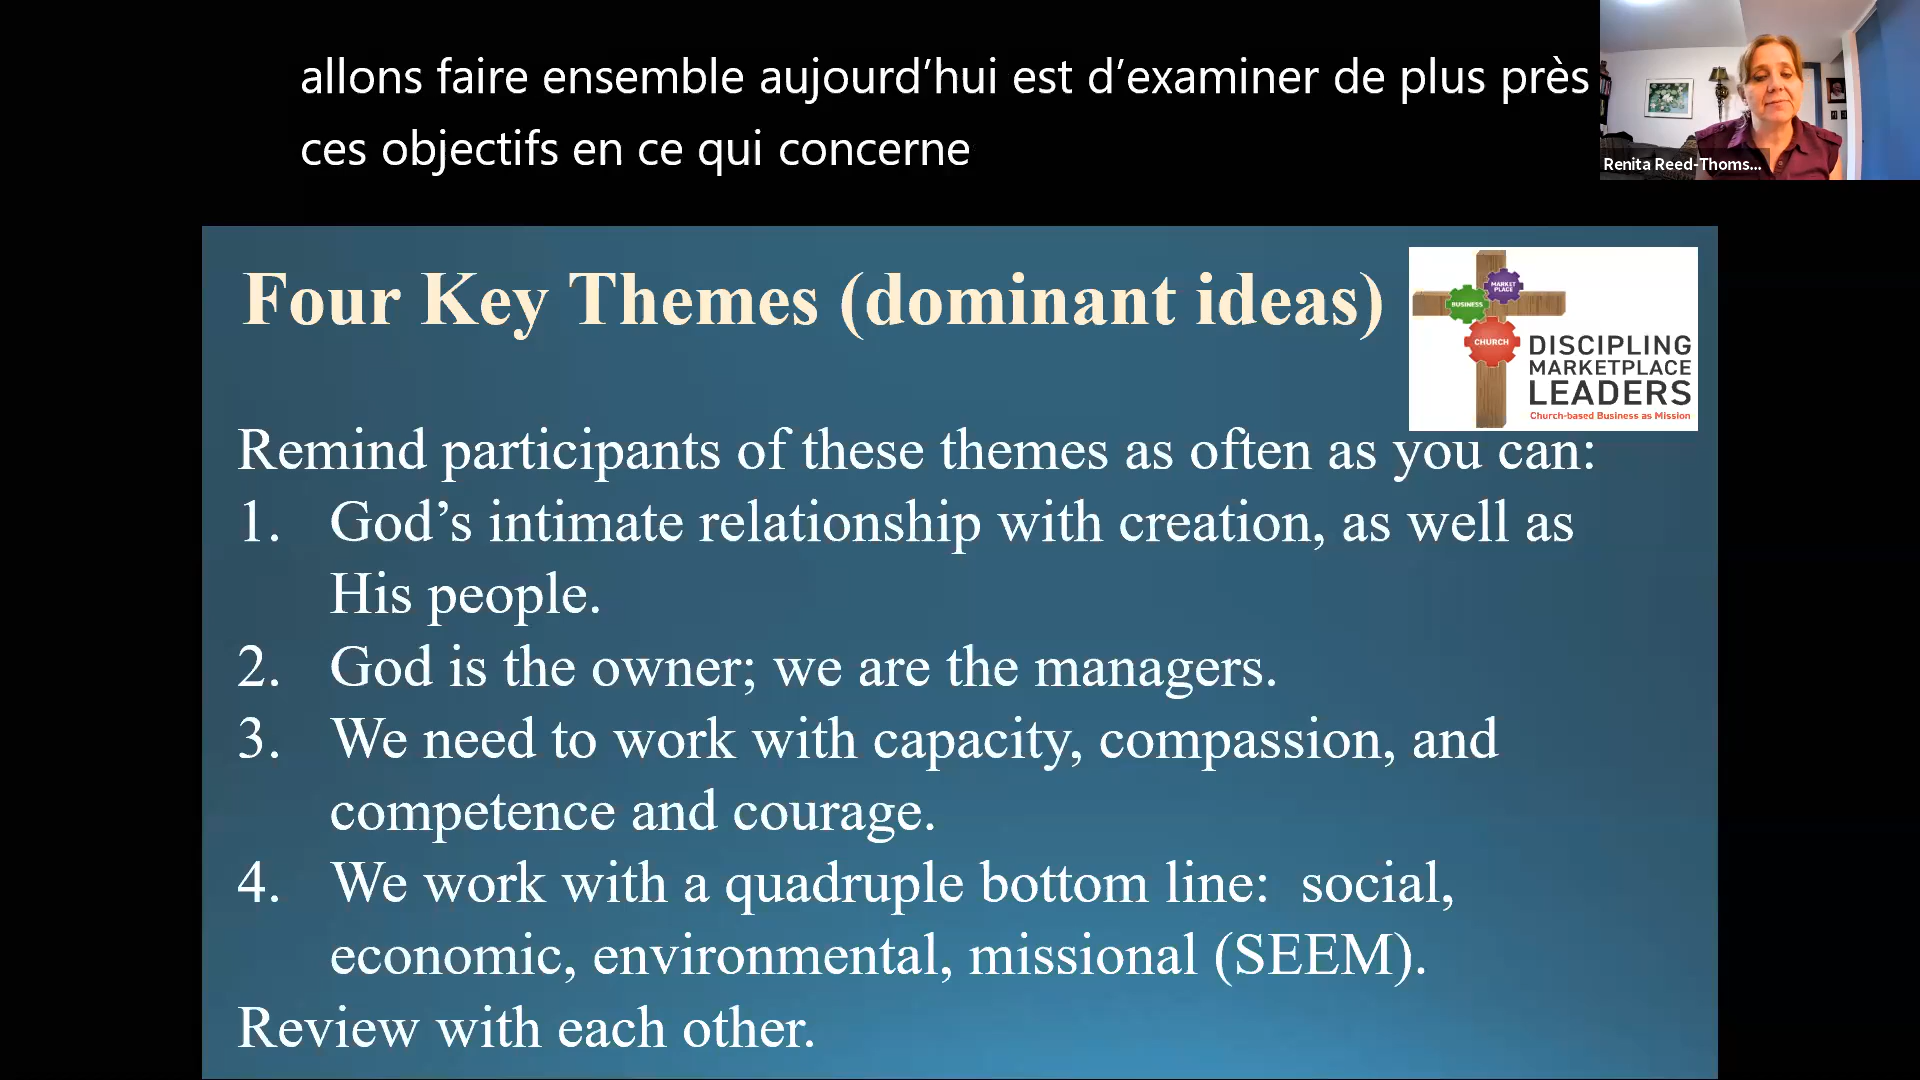 allons faire ensemble aujourd’hui est d’examiner de plus près
ces objectifs en ce qui concerne
Renita Reed-Thoms...
Four Key Themes (dominant ideas)
MARKET
PLACE
BUSINESS
CHURCH
DISCIPLING
MARKETPLACE
LEADERS
Church-based Business as Mission
Remind participants of these themes as often as you can:
1. God’s intimate relationship with creation, as well as
His people.
2. God is the owner; we are the managers.
3. We need to work with capacity, compassion, and
competence and courage.
4. We work with a quadruple bottom line: social,
economic, environmental, missional (SEEM).
Review with each other.